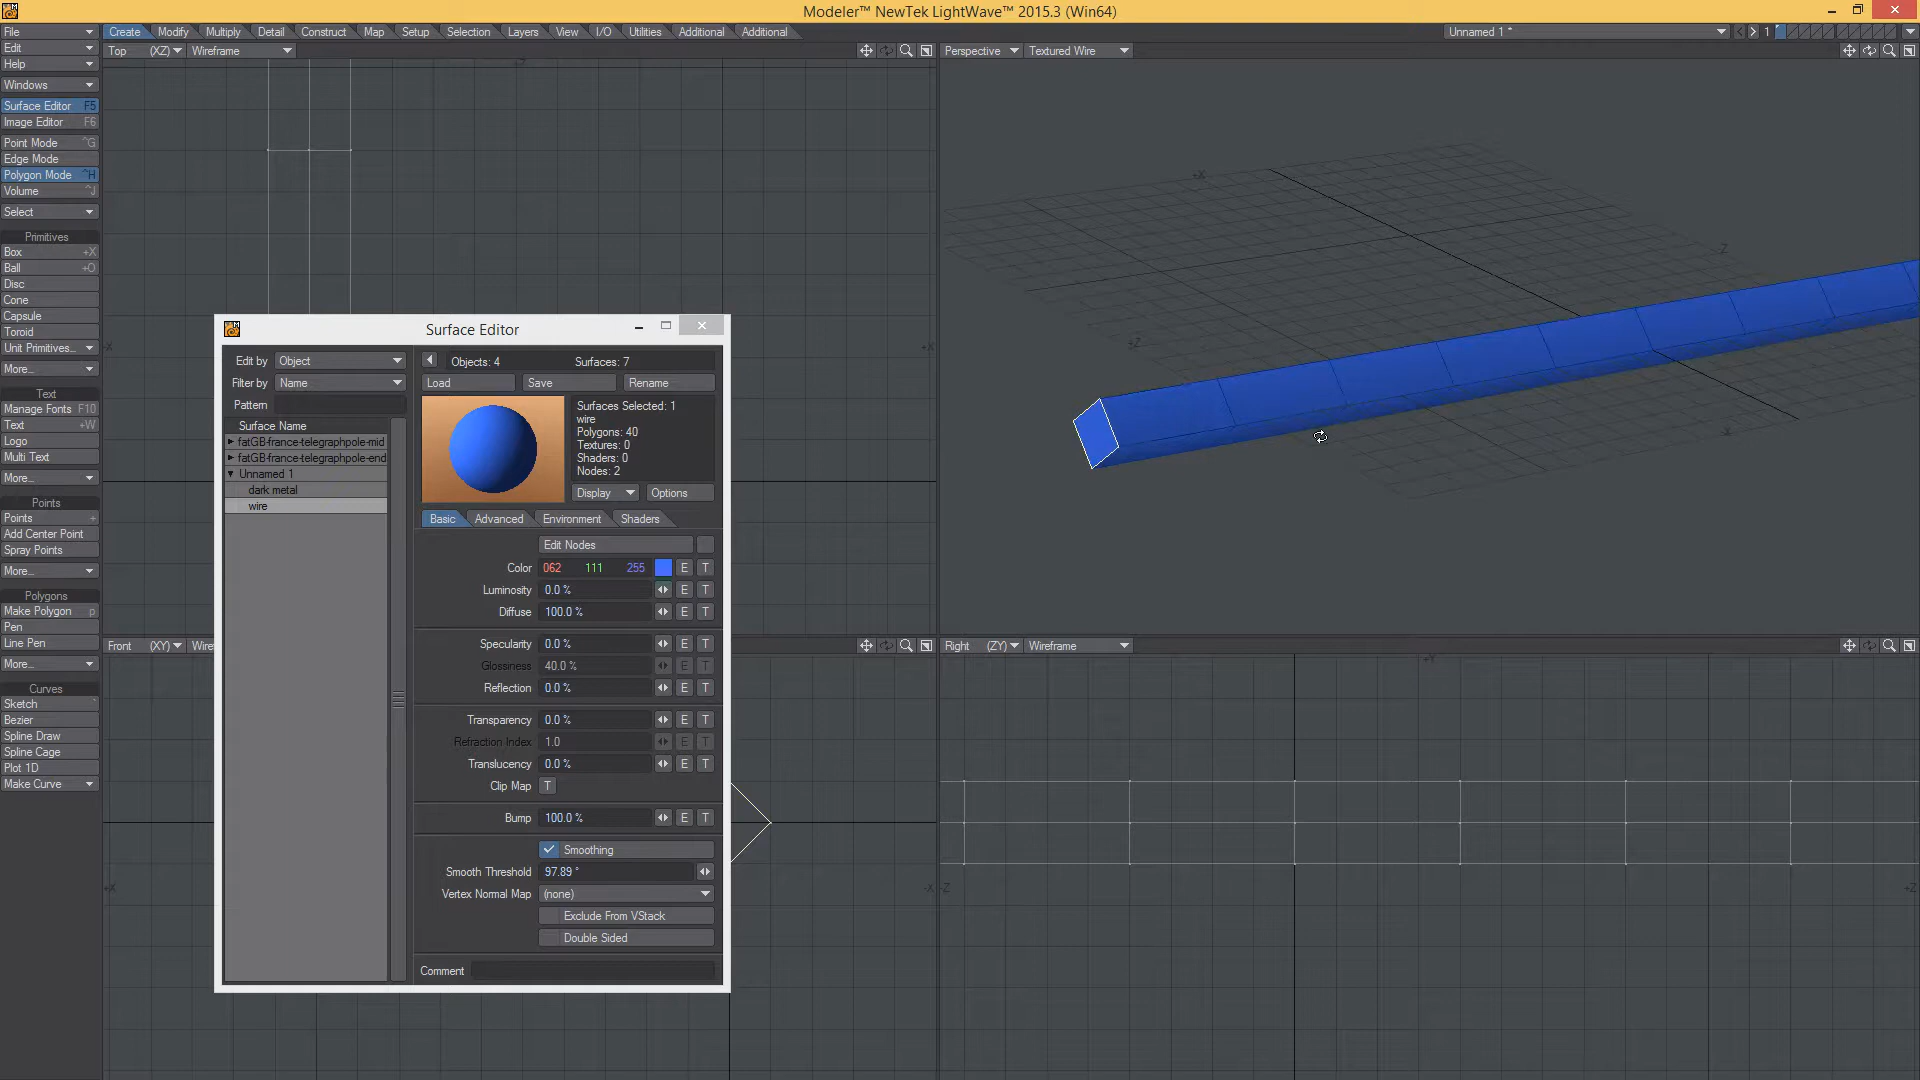 Modeler™ NewTek LightWave™ 2015.3 (Win64)
File
Create Modify Multiply Detail Construct Map Setup Selection Layers View I/O Utilities Additional Additional
Unnamed 1 *
1
Edit
Help
Windows
Surface Editor F5
Image Editor F6
Point Mode ^G
Edge Mode
Polygon Mode ^H
Volume ^J
Select
Primitives
Box +X
Ball +O
Disc
Cone
Capsule
Toroid
Unit Primitives...
More...
Text
Manage Fonts F10
Text +W
Logo
Multi Text
More...
Points
Points +
Add Center Point
Spray Points
More...
Polygons
Make Polygon p
Pen
Line Pen
More...
Curves
Sketch
Bezier
Spline Draw
Spline Cage
Plot 1D
Make Curve
Top (XZ) Wireframe
Perspective Textured Wire
+X
-Z
+Z
-X
-X
+X
Surface Editor
Edit by Object
Filter by Name
Pattern
Surface Name
fatGB-france-telegraphpole-mid
fatGB-france-telegraphpole-end
Unnamed 1
dark metal
wire
Objects: 4 Surfaces: 7
Load Save Rename
Surfaces Selected: 1
wire
Polygons: 40
Textures: 0
Shaders: 0
Nodes: 2
Display Options
Basic Advanced Environment Shaders
Edit Nodes
Color 062 111 255 E T
Luminosity 0.0 % E T
Diffuse 100.0 % E T
Specularity 0.0 % E T
Glossiness 40.0 % E T
Reflection 0.0 % E T
Transparency 0.0 % E T
Refraction Index 1.0 E T
Translucency 0.0 % E T
Clip Map T
Bump 100.0 % E T
Smoothing
Smooth Threshold 97.89 °
Vertex Normal Map (none)
Exclude From VStack
Double Sided
Comment
Front (XY) Wire
+X
-X
Right (ZY) Wireframe
+Y
-Z
+Z